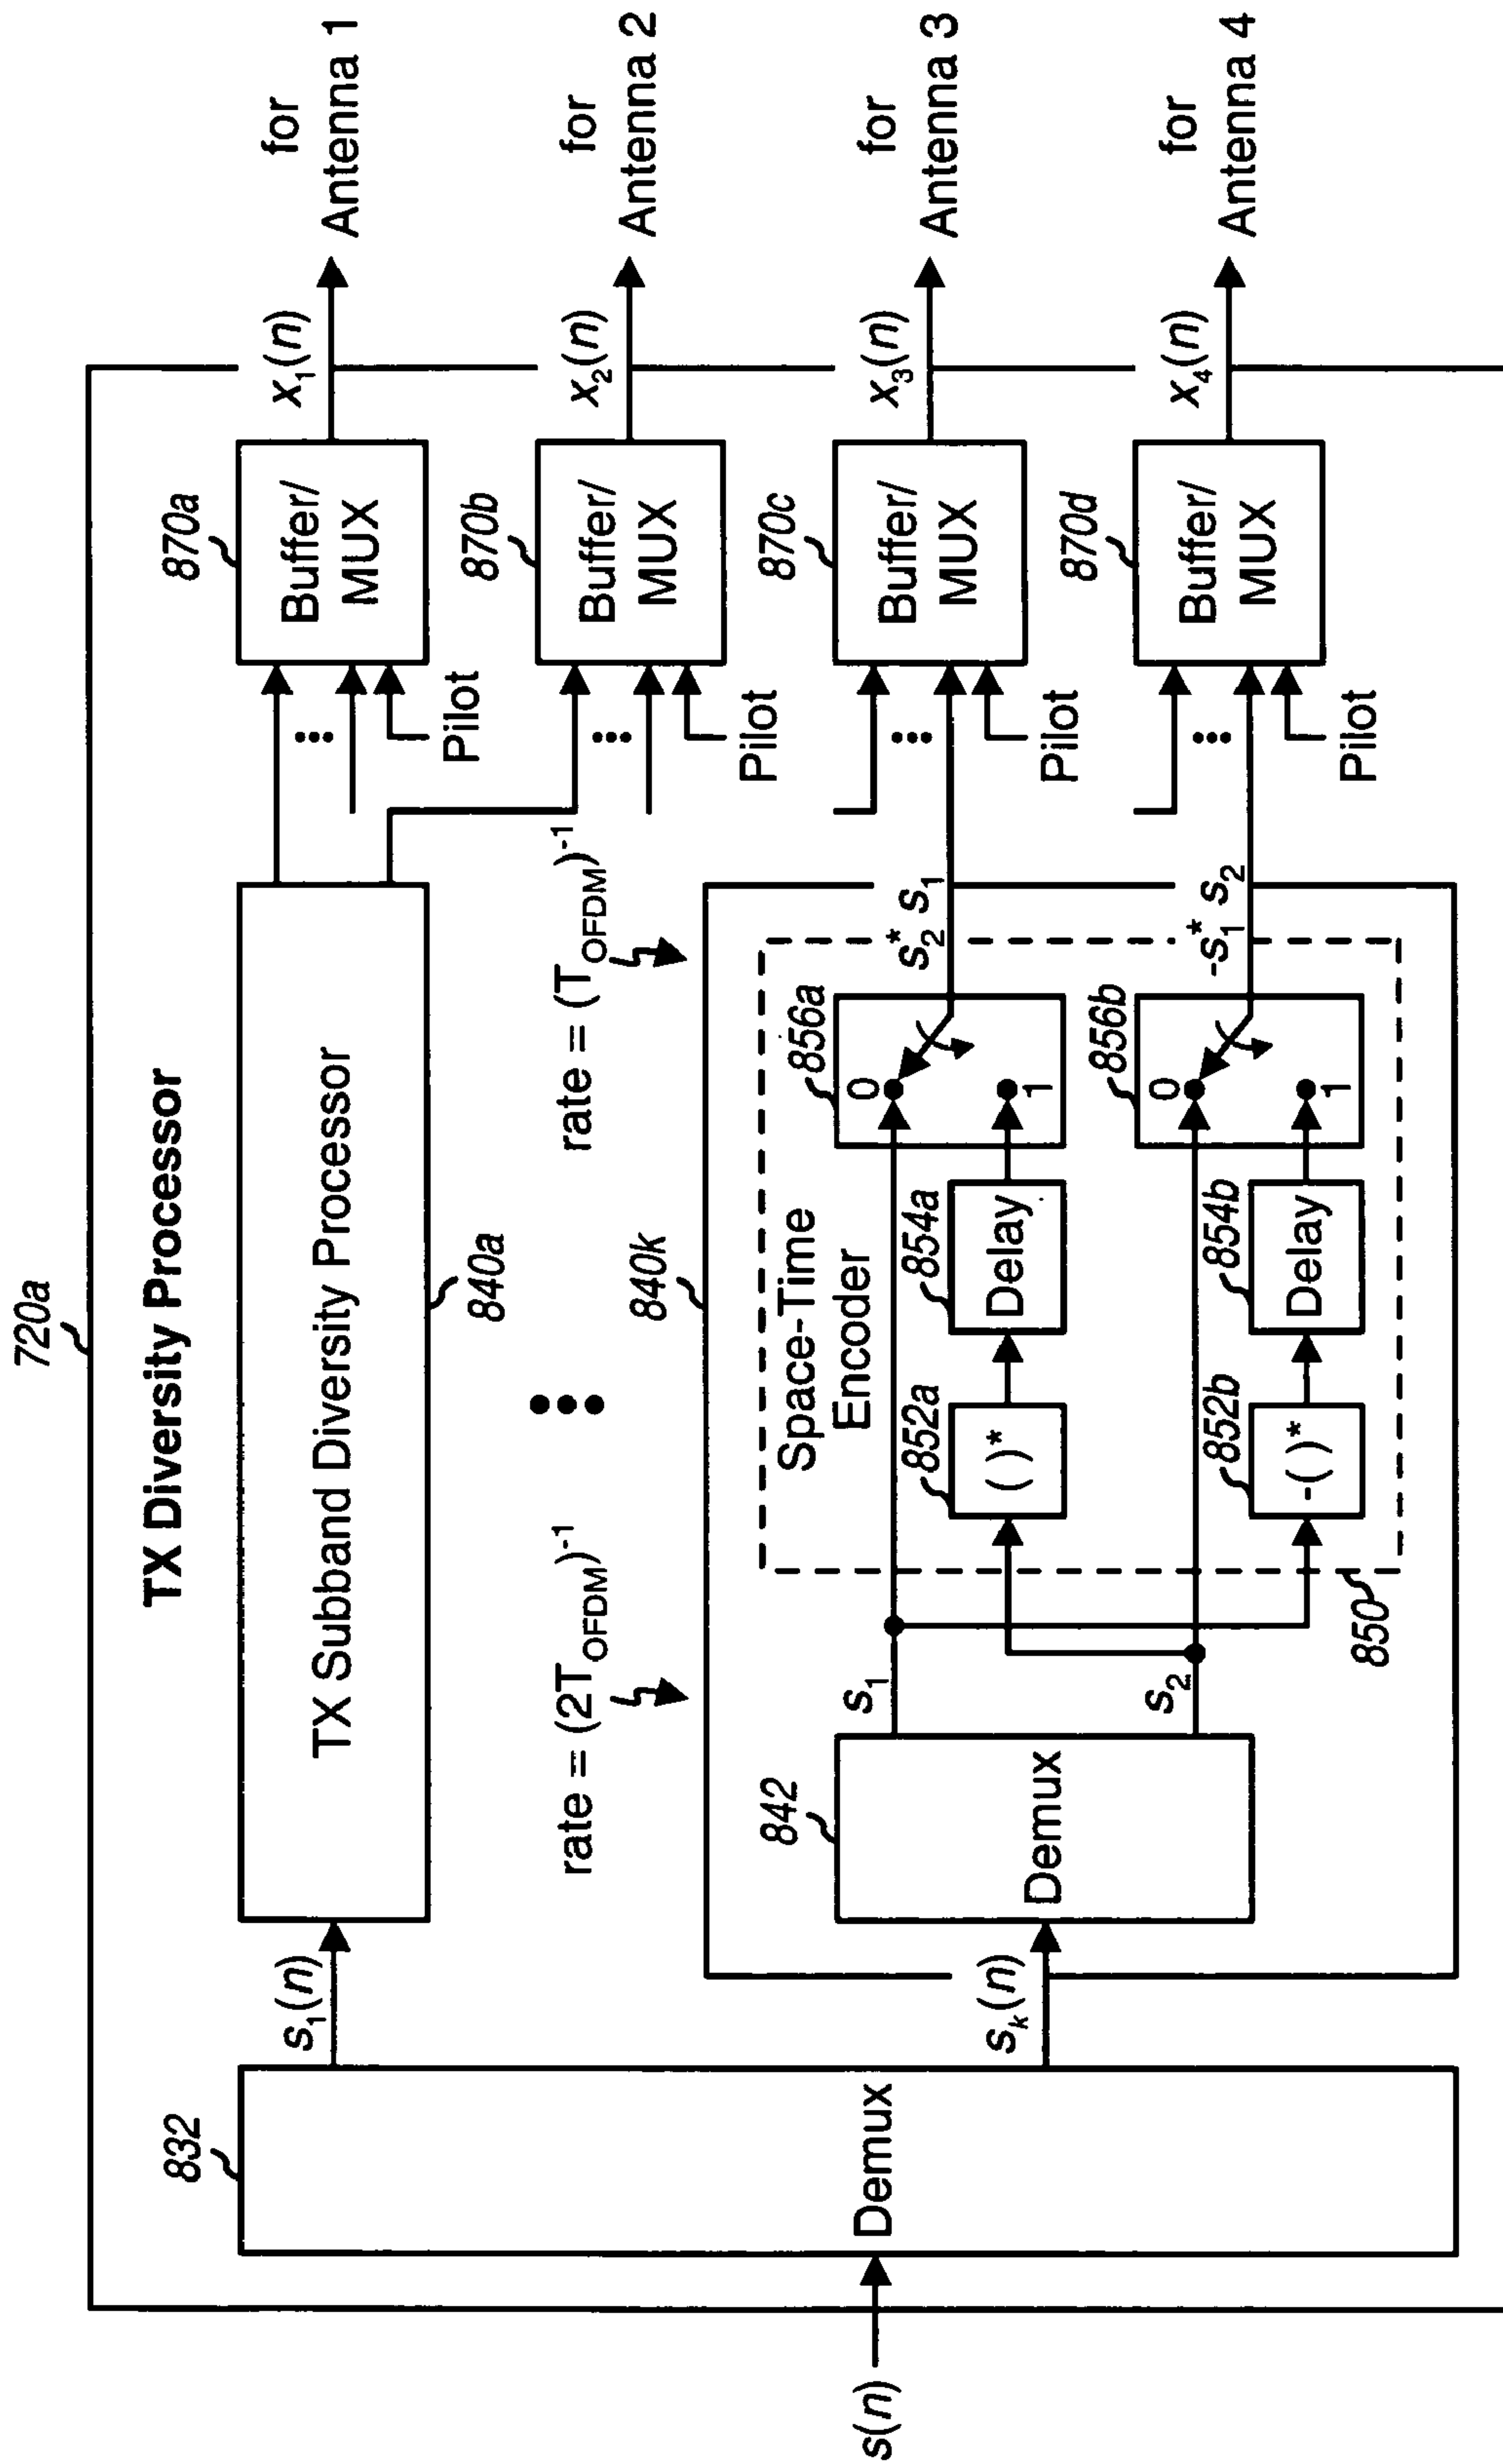 720a
TX Diversity Processor
832
Demux
s(n)
s₁(n)
sₖ(n)
TX Subband Diversity Processor
840a
rate = (2T_OFDM)⁻¹
rate = (T_OFDM)⁻¹
840k
842
Demux
s₁
s₂
850
Space-Time
Encoder
852a
( )*
854a
Delay
856a
0
1
852b
-( )*
854b
Delay
856b
0
1
s₂* s₁
-s₁* s₂
870a
Buffer/
MUX
Pilot
x₁(n)
for
Antenna 1
870b
Buffer/
MUX
Pilot
x₂(n)
for
Antenna 2
870c
Buffer/
MUX
Pilot
x₃(n)
for
Antenna 3
870d
Buffer/
MUX
Pilot
x₄(n)
for
Antenna 4